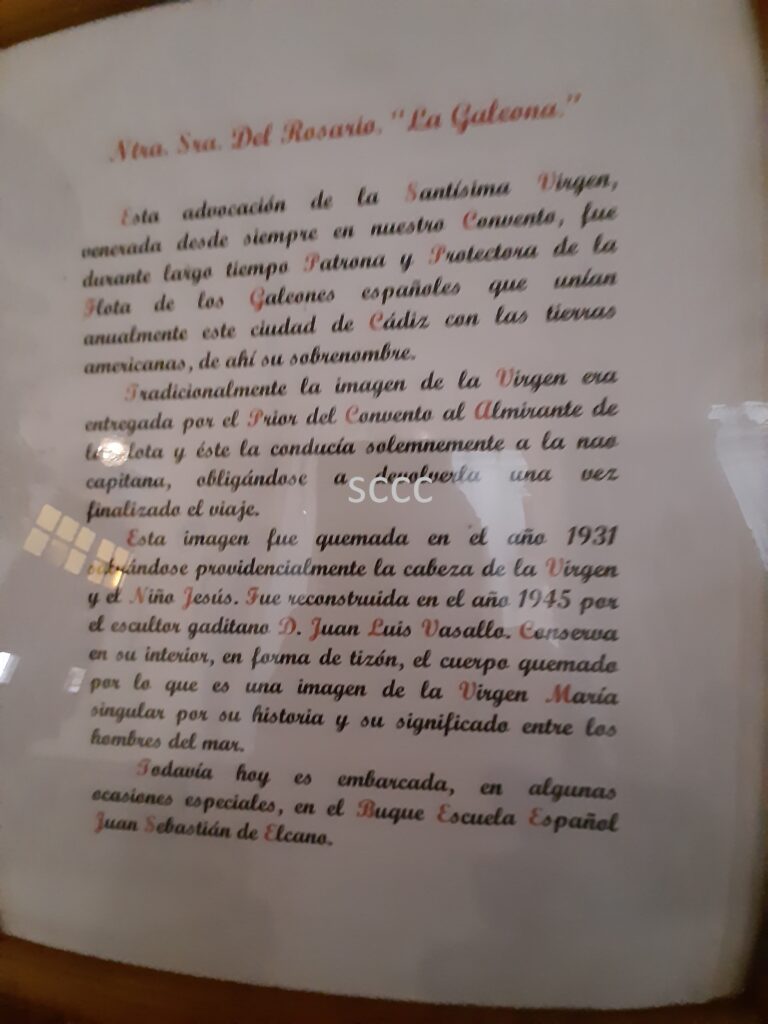 Ntra. Sra. Del Rosario. "La Galeona."
Esta advocación de la Santísima Virgen,
venerada desde siempre en nuestro Convento, fue
durante largo tiempo Patrona y Protectora de la
Flota de los Galeones españoles que unían
anualmente este ciudad de Cádiz con las tierras
americanas, de ahí su sobrenombre.
Tradicionalmente la imagen de la Virgen era
entregada por el Prior del Convento al Almirante de
la Flota y éste la conducía solemnemente a la nao
capitana, obligándose a devolverla una vez
sccc
finalizado el viaje.
Esta imagen fue quemada en el año 1931
salvándose providencialmente la cabeza de la Virgen
y el Niño Jesús. Fue reconstruida en el año 1945 por
el escultor gaditano D. Juan Luis Vasallo. Conserva
en su interior, en forma de tizón, el cuerpo quemado
por lo que es una imagen de la Virgen María
singular por su historia y su significado entre los
hombres del mar.
Todavía hoy es embarcada, en algunas
ocasiones especiales, en el Buque Escuela Español
Juan Sebastián de Elcano.